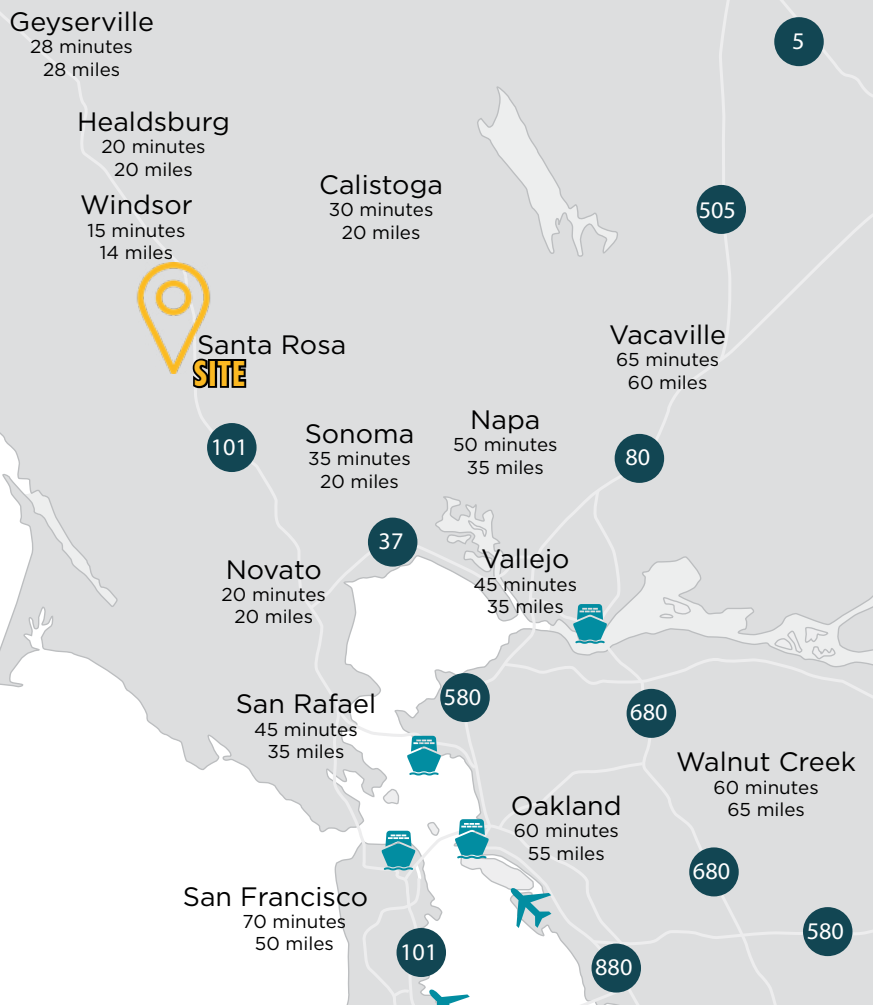 Geyserville
28 minutes
28 miles
5
Healdsburg
20 minutes
20 miles
Calistoga
30 minutes
20 miles
Windsor
15 minutes
14 miles
505
Santa Rosa
SITE
Vacaville
65 minutes
60 miles
101
Sonoma
35 minutes
20 miles
Napa
50 minutes
35 miles
80
37
Novato
20 minutes
20 miles
Vallejo
45 minutes
35 miles
San Rafael
45 minutes
35 miles
580
680
Walnut Creek
60 minutes
65 miles
Oakland
60 minutes
55 miles
680
San Francisco
70 minutes
50 miles
101
580
880